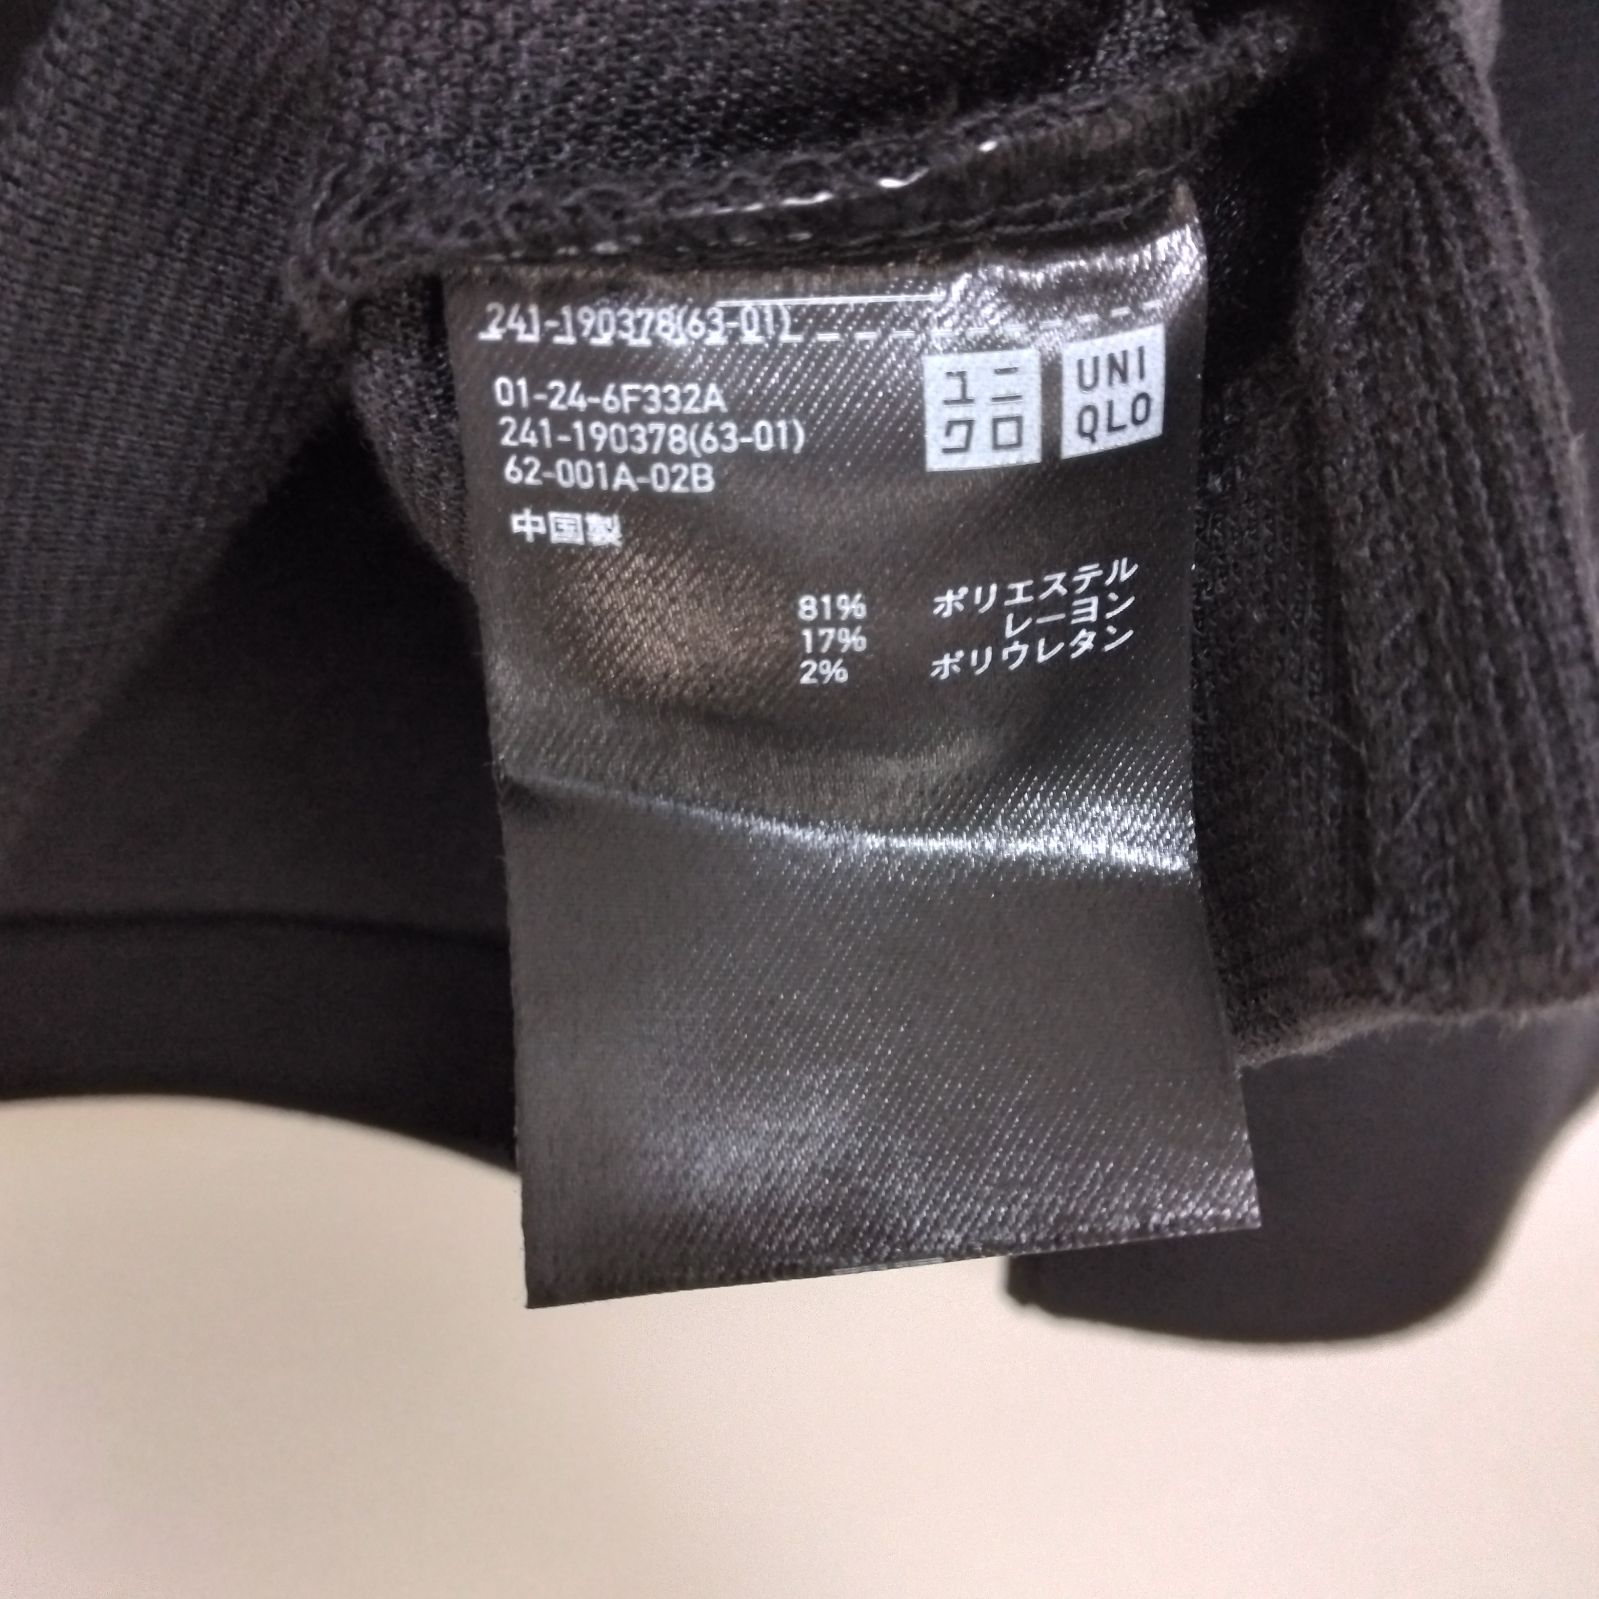 241-190378(63-01)
01-24-6F332A
241-190378(63-01)
62-001A-02B
中国製
ユニ
クロ
UNI
QLO
81% ポリエステル
17% レーヨン
2% ポリウレタン